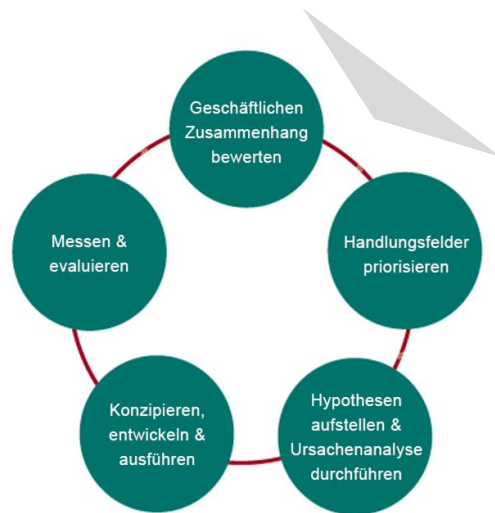 Geschäftlichen
Zusammenhang
bewerten
Handlungsfelder
priorisieren
Hypothesen
aufstellen &
Ursachenanalyse
durchführen
Konzipieren,
entwickeln &
ausführen
Messen &
evaluieren